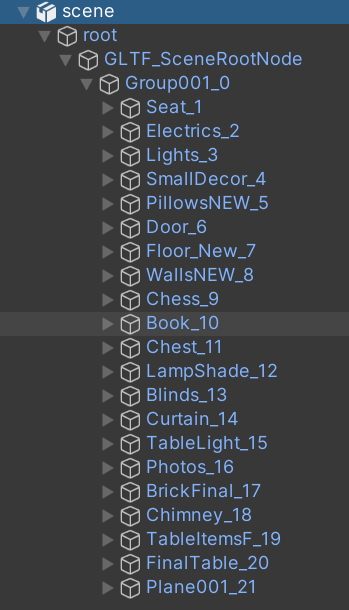 scene
root
GLTF_SceneRootNode
Group001_0
Seat_1
Electrics_2
Lights_3
SmallDecor_4
PillowsNEW_5
Door_6
Floor_New_7
WallsNEW_8
Chess_9
Book_10
Chest_11
LampShade_12
Blinds_13
Curtain_14
TableLight_15
Photos_16
BrickFinal_17
Chimney_18
TableItemsF_19
FinalTable_20
Plane001_21